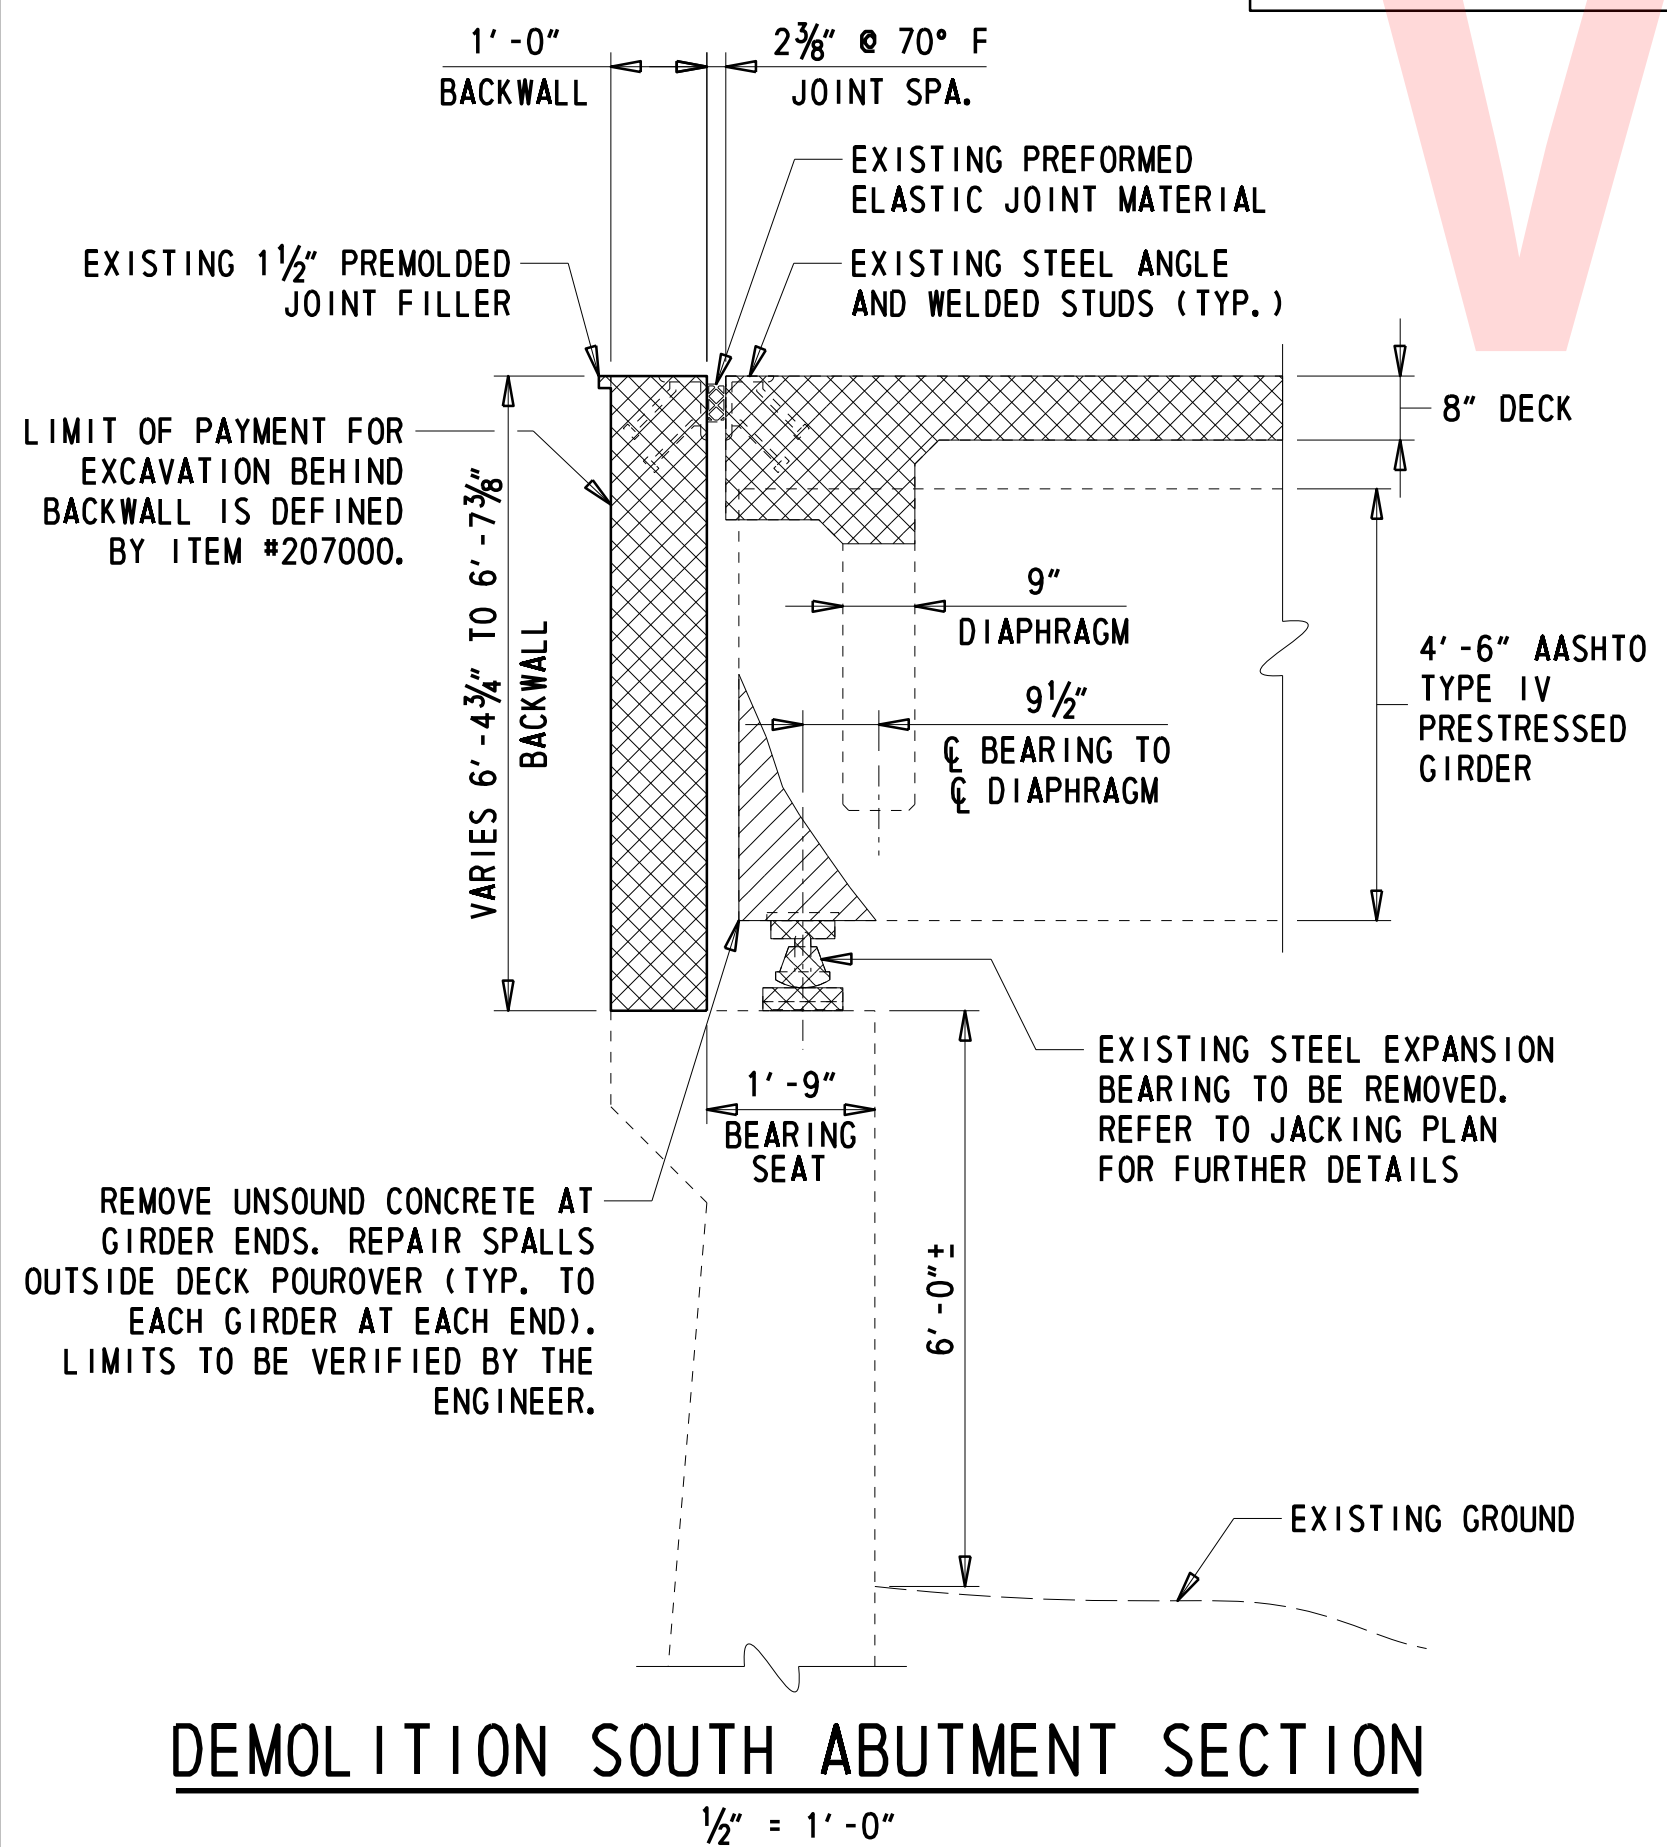 1'-0"
BACKWALL
2⅜" @ 70° F
JOINT SPA.
EXISTING PREFORMED
ELASTIC JOINT MATERIAL
EXISTING 1½" PREMOLDED
JOINT FILLER
EXISTING STEEL ANGLE
AND WELDED STUDS (TYP.)
8" DECK
LIMIT OF PAYMENT FOR
EXCAVATION BEHIND
BACKWALL IS DEFINED
BY ITEM #207000.
VARIES 6'-4¾" TO 6'-7⅜"
BACKWALL
9"
DIAPHRAGM
4'-6" AASHTO
TYPE IV
PRESTRESSED
GIRDER
9½"
℄ BEARING TO
℄ DIAPHRAGM
EXISTING STEEL EXPANSION
BEARING TO BE REMOVED.
REFER TO JACKING PLAN
FOR FURTHER DETAILS
1'-9"
BEARING
SEAT
REMOVE UNSOUND CONCRETE AT
GIRDER ENDS. REPAIR SPALLS
OUTSIDE DECK POUROVER (TYP. TO
EACH GIRDER AT EACH END).
LIMITS TO BE VERIFIED BY THE
ENGINEER.
6'-0"±
EXISTING GROUND
DEMOLITION SOUTH ABUTMENT SECTION
½" = 1'-0"